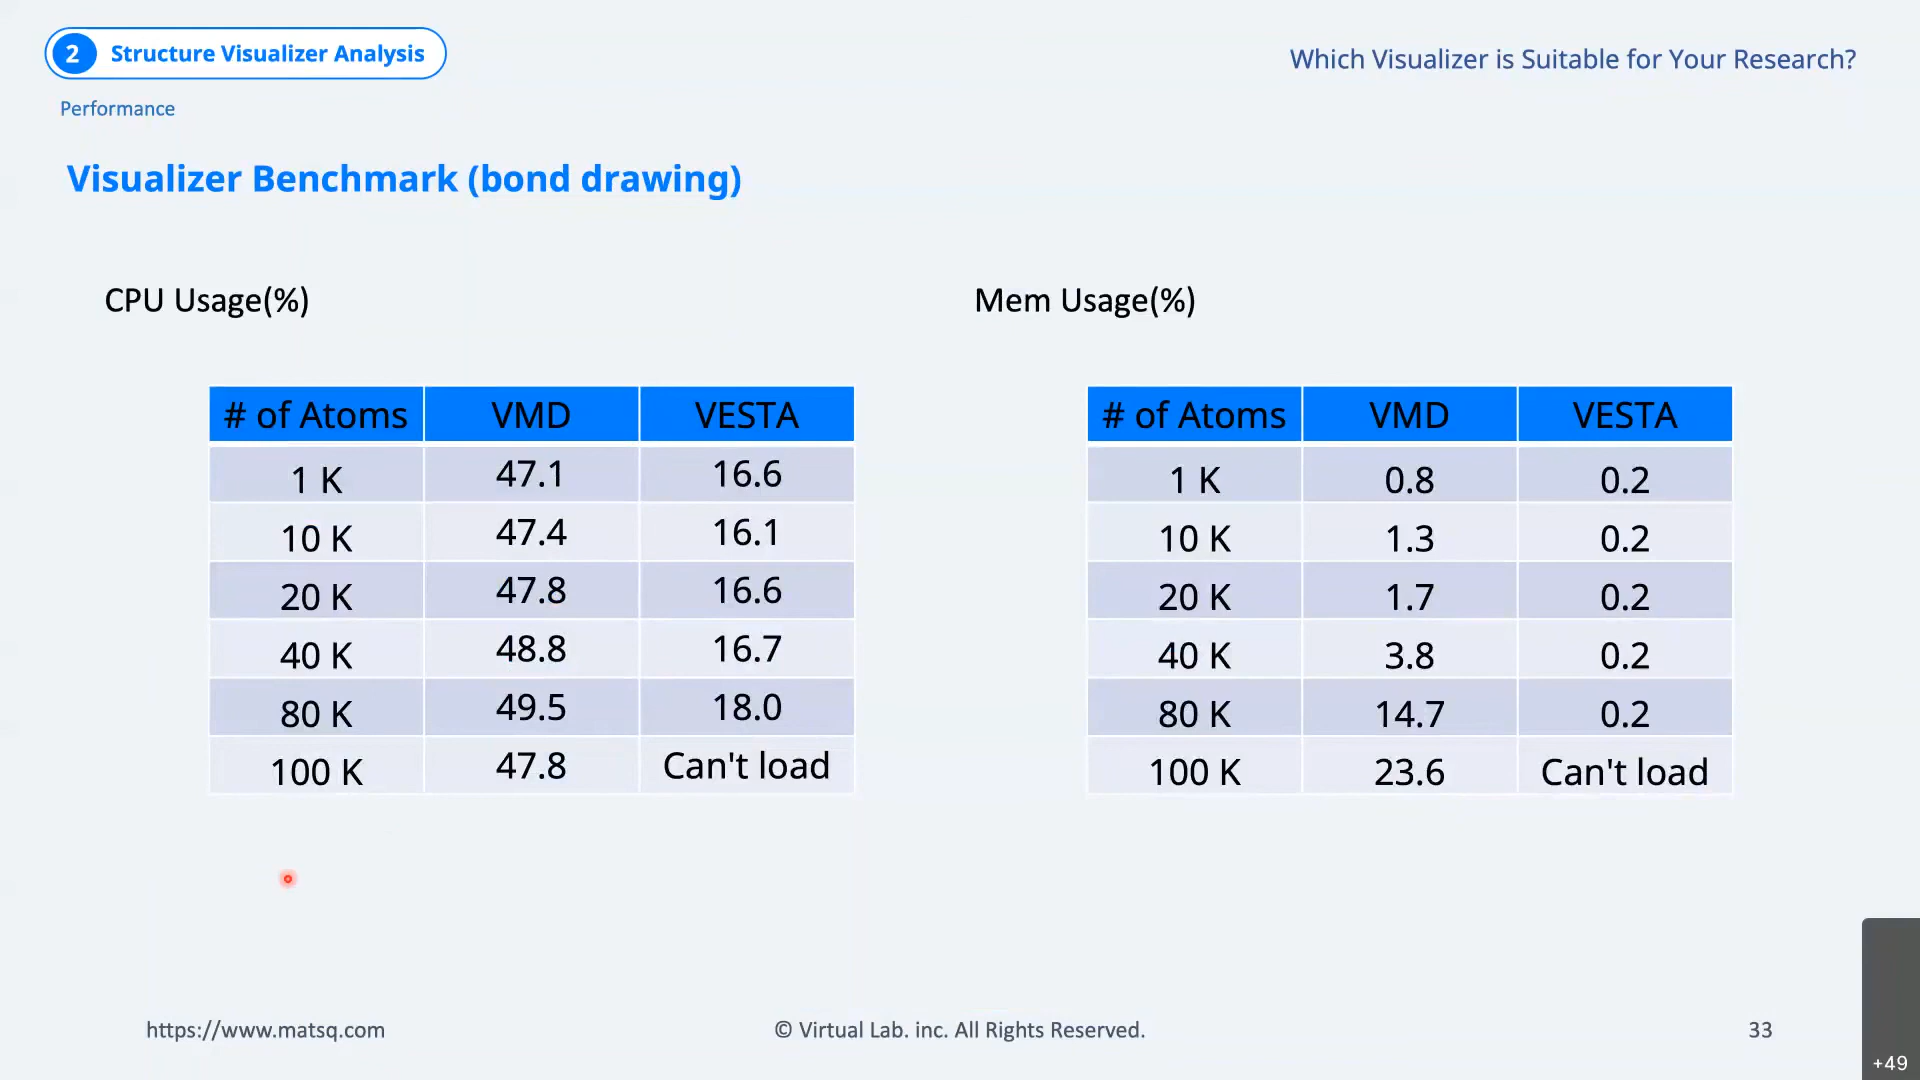 2 Structure Visualizer Analysis
Which Visualizer is Suitable for Your Research?
Performance
Visualizer Benchmark (bond drawing)
CPU Usage(%)
# of Atoms VMD VESTA
1 K 47.1 16.6
10 K 47.4 16.1
20 K 47.8 16.6
40 K 48.8 16.7
80 K 49.5 18.0
100 K 47.8 Can't load
Mem Usage(%)
# of Atoms VMD VESTA
1 K 0.8 0.2
10 K 1.3 0.2
20 K 1.7 0.2
40 K 3.8 0.2
80 K 14.7 0.2
100 K 23.6 Can't load
https://www.matsq.com
© Virtual Lab. inc. All Rights Reserved.
33
+49